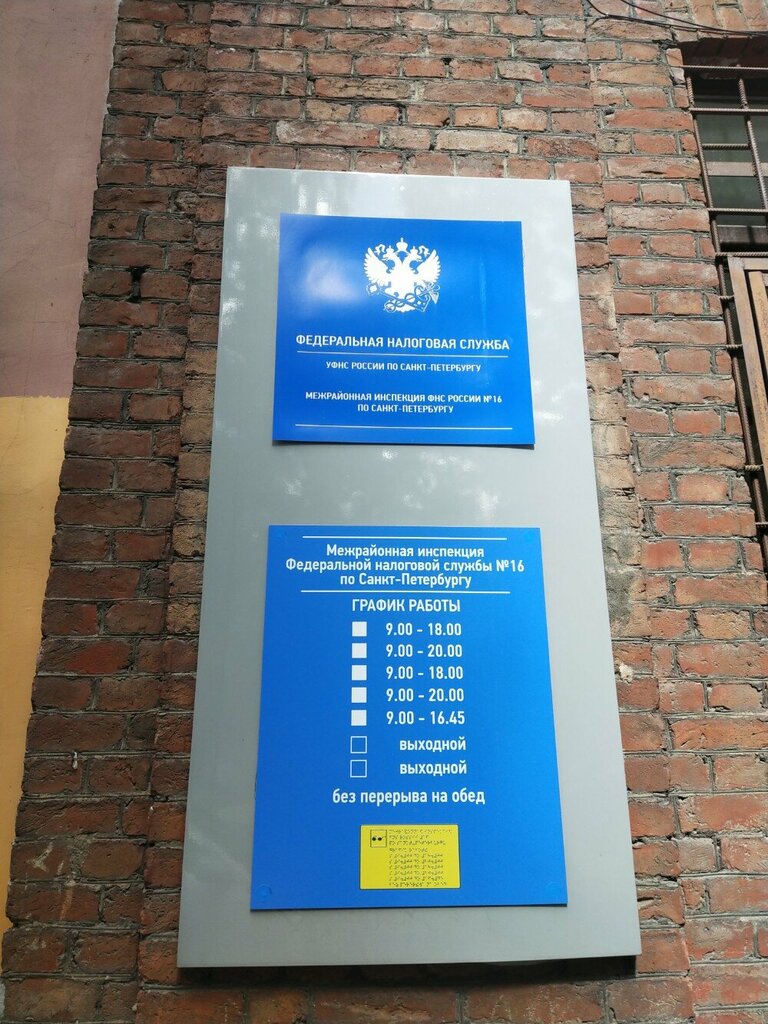 ФЕДЕРАЛЬНАЯ НАЛОГОВАЯ СЛУЖБА
УФНС РОССИИ ПО САНКТ-ПЕТЕРБУРГУ
МЕЖРАЙОННАЯ ИНСПЕКЦИЯ ФНС РОССИИ №16
ПО САНКТ-ПЕТЕРБУРГУ
Межрайонная инспекция
Федеральной налоговой службы №16
по Санкт-Петербургу
ГРАФИК РАБОТЫ
9.00 - 18.00
9.00 - 20.00
9.00 - 18.00
9.00 - 20.00
9.00 - 16.45
выходной
выходной
без перерыва на обед